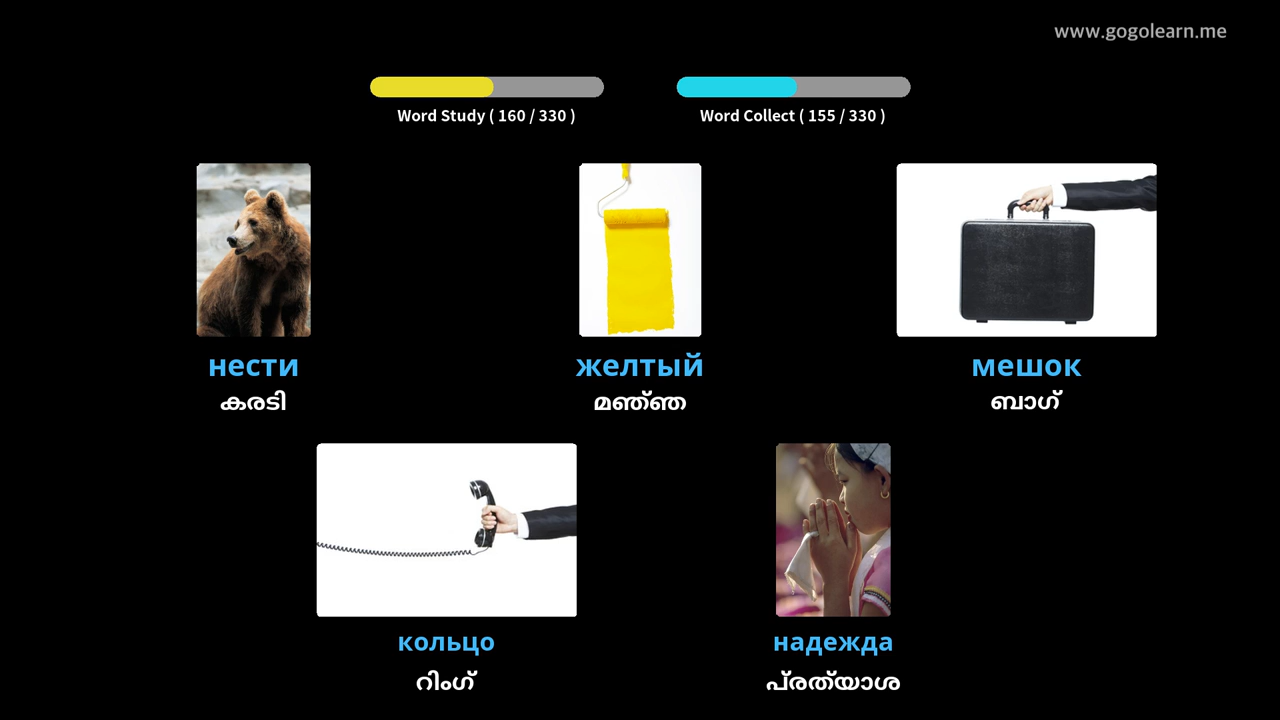 www.gogolearn.me
Word Study ( 160 / 330 )
Word Collect ( 155 / 330 )
нести
കരടി
желтый
മഞ്ഞ
мешок
ബാഗ്
кольцо
റിംഗ്
надежда
പ്രത്യാശ